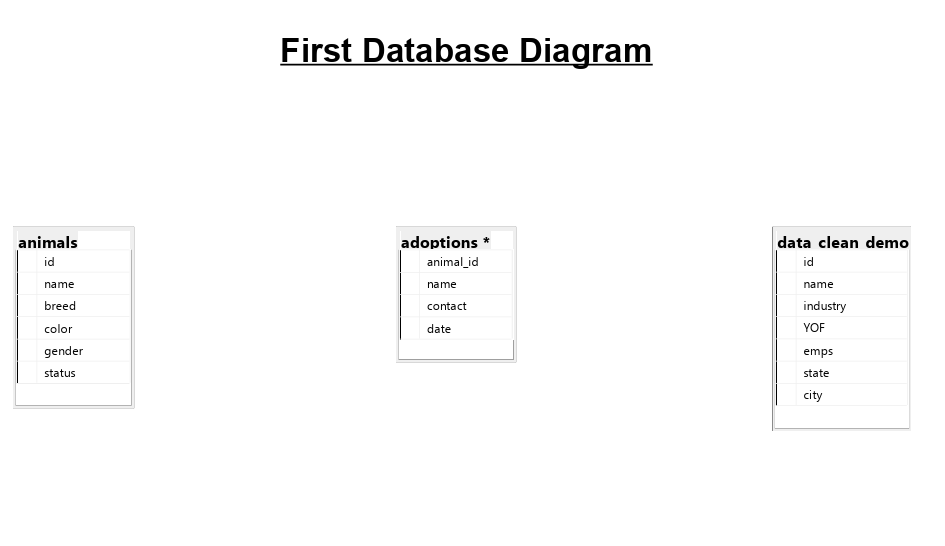 First Database Diagram
animals
id
name
breed
color
gender
status
adoptions *
animal_id
name
contact
date
data_clean_demo
id
name
industry
YOF
emps
state
city